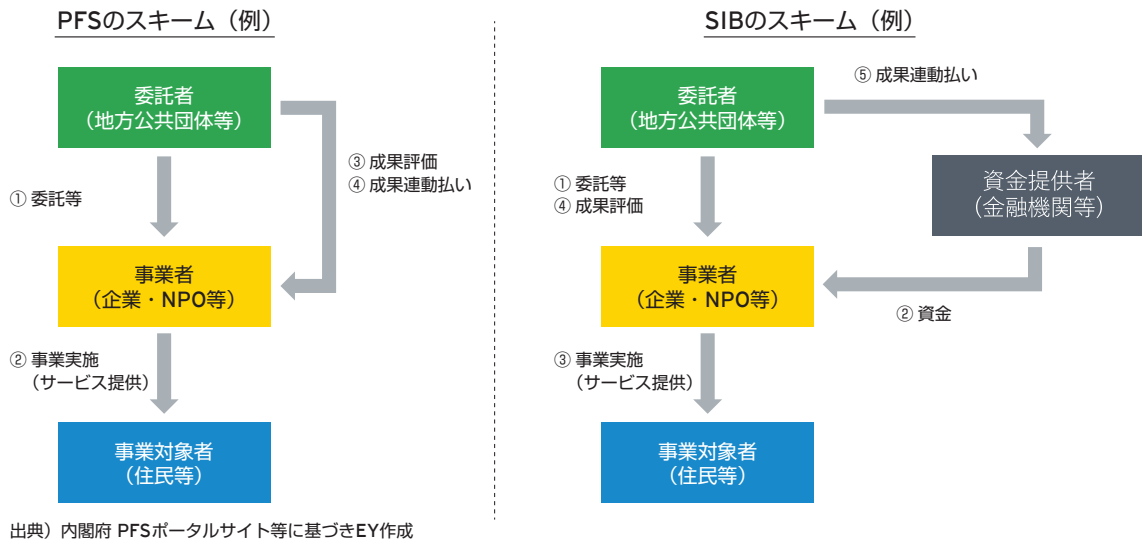 PFSのスキーム（例）
委託者
（地方公共団体等）
① 委託等
③ 成果評価
④ 成果連動払い
事業者
（企業・NPO等）
② 事業実施
（サービス提供）
事業対象者
（住民等）
SIBのスキーム（例）
⑤ 成果連動払い
委託者
（地方公共団体等）
資金提供者
（金融機関等）
① 委託等
④ 成果評価
事業者
（企業・NPO等）
② 資金
③ 事業実施
（サービス提供）
事業対象者
（住民等）
出典）内閣府 PFSポータルサイト等に基づきEY作成